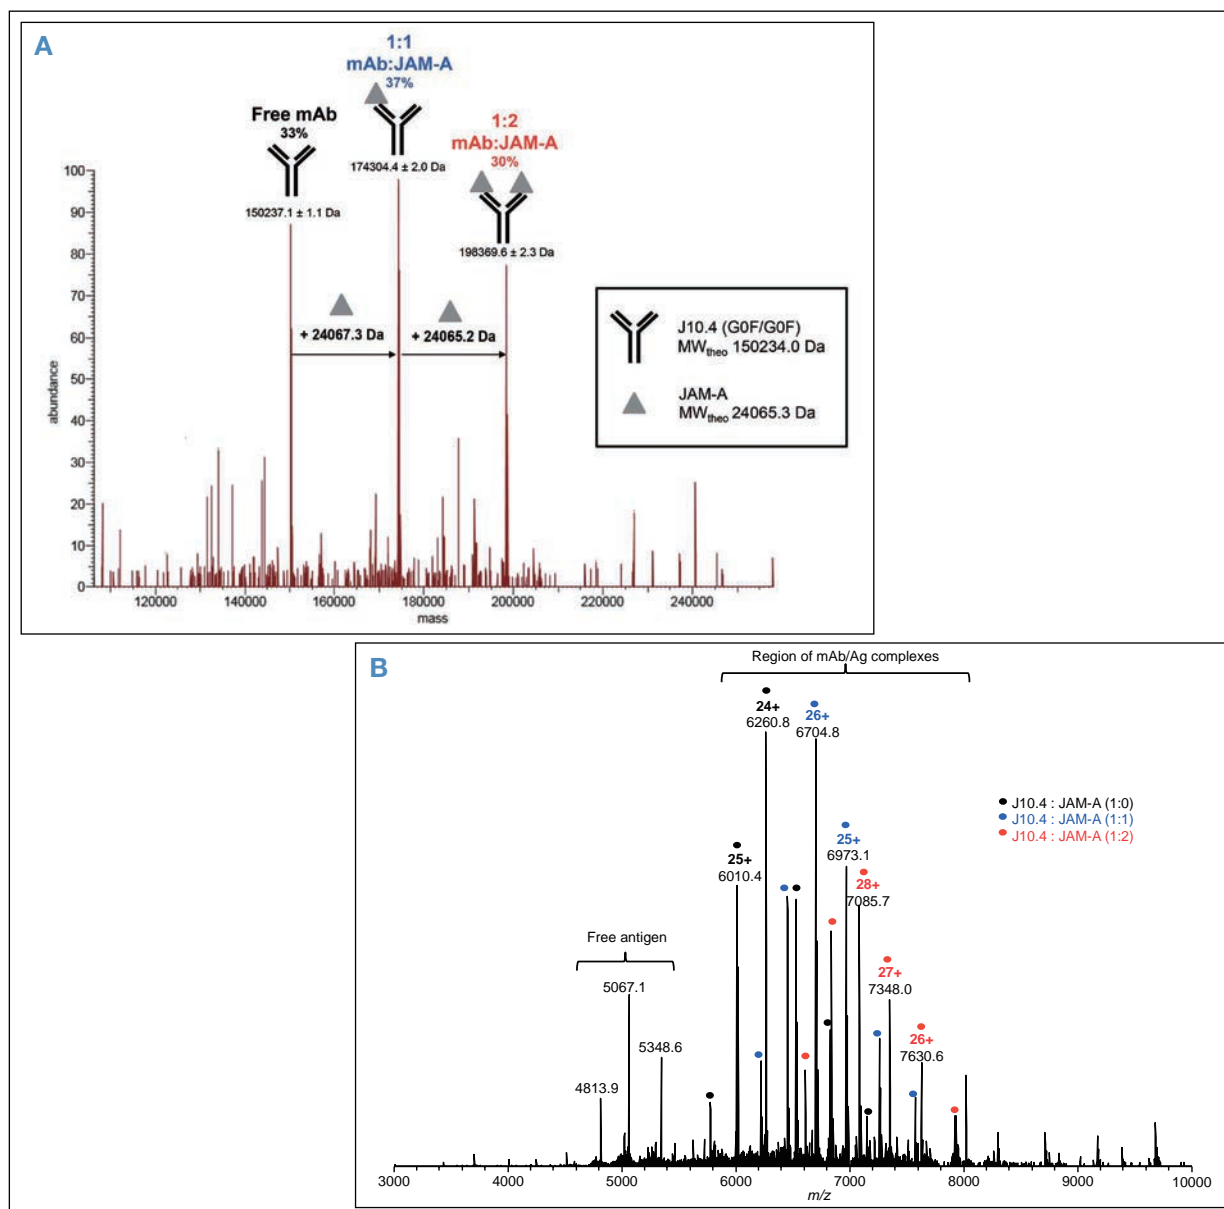 A
1:1
mAb:JAM-A
37%
Free mAb
33%
1:2
mAb:JAM-A
30%
174304.4 ± 2.0 Da
150237.1 ± 1.1 Da
198369.6 ± 2.3 Da
+ 24067.3 Da
+ 24065.2 Da
J10.4 (G0F/G0F)
MWtheo 150234.0 Da
JAM-A
MWtheo 24065.3 Da
100
90
80
70
60
50
40
30
20
10
0
abundance
120000 140000 160000 180000 200000 220000 240000
mass
B
Region of mAb/Ag complexes
24+
6260.8
26+
6704.8
J10.4 : JAM-A (1:0)
J10.4 : JAM-A (1:1)
J10.4 : JAM-A (1:2)
25+
6973.1
25+
6010.4
28+
7085.7
Free antigen
27+
7348.0
5067.1
26+
7630.6
5348.6
4813.9
3000 4000 5000 6000 7000 8000 9000 10000
m/z